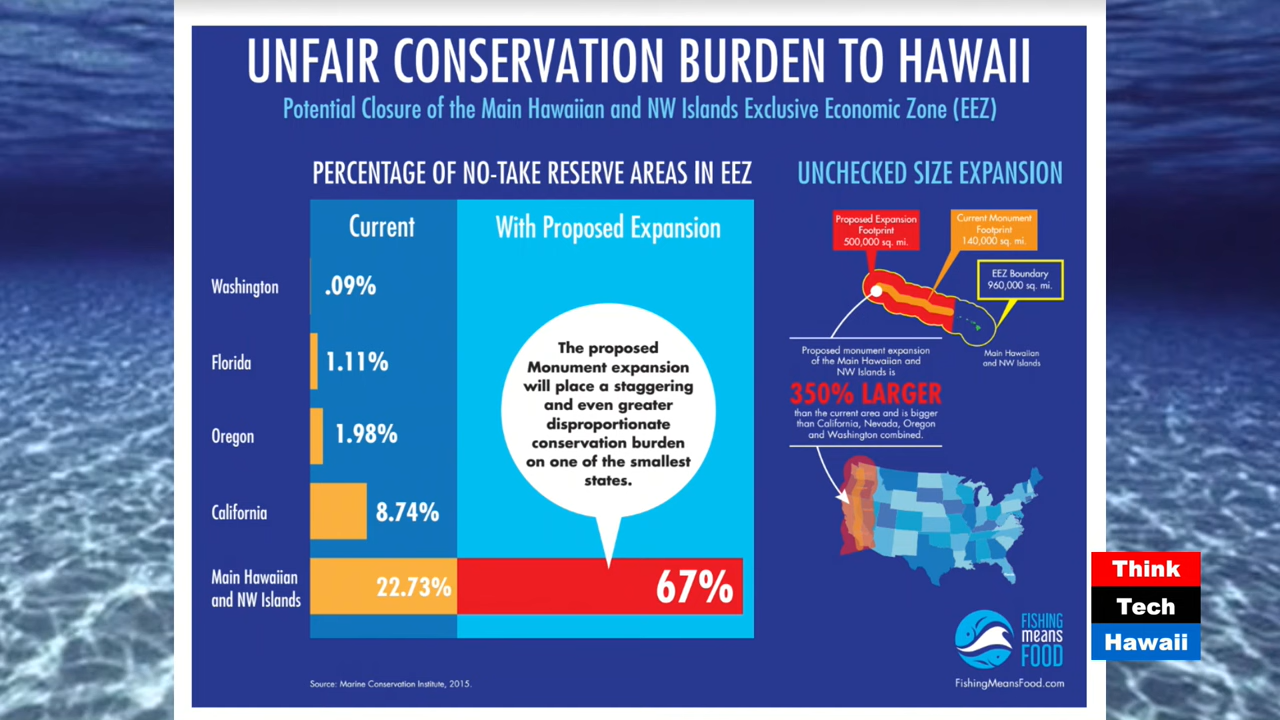 UNFAIR CONSERVATION BURDEN TO HAWAII
Potential Closure of the Main Hawaiian and NW Islands Exclusive Economic Zone (EEZ)
PERCENTAGE OF NO-TAKE RESERVE AREAS IN EEZ
Current
With Proposed Expansion
Washington
.09%
Florida
1.11%
Oregon
1.98%
California
8.74%
Main Hawaiian
and NW Islands
22.73%
67%
The proposed
Monument expansion
will place a staggering
and even greater
disproportionate
conservation burden
on one of the smallest
states.
Source: Marine Conservation Institute, 2015.
UNCHECKED SIZE EXPANSION
Proposed Expansion
Footprint
500,000 sq. mi.
Current Monument
Footprint
140,000 sq. mi.
EEZ Boundary
960,000 sq. mi.
Main Hawaiian
and NW Islands
Proposed monument expansion
of the Main Hawaiian and
NW Islands is
350% LARGER
than the current area and is bigger
than California, Nevada, Oregon
and Washington combined.
FISHING
means
FOOD
FishingMeansFood.com
Think
Tech
Hawaii